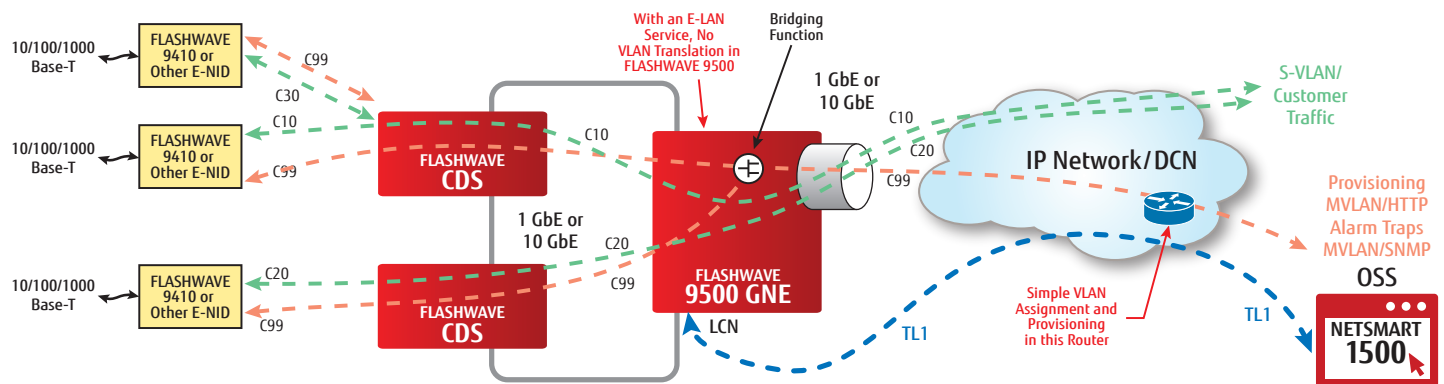 10/100/1000
Base-T
FLASHWAVE
9410 or
Other E-NID
C99
C30
C10
10/100/1000
Base-T
FLASHWAVE
9410 or
Other E-NID
C99
FLASHWAVE
CDS
1 GbE or
10 GbE
C20
10/100/1000
Base-T
FLASHWAVE
9410 or
Other E-NID
C20
C99
FLASHWAVE
CDS
C10
C99
With an E-LAN
Service, No
VLAN Translation in
FLASHWAVE 9500
Bridging
Function
1 GbE or
10 GbE
FLASHWAVE
9500 GNE
LCN
C10
C20
C99
IP Network/DCN
S-VLAN/
Customer
Traffic
Provisioning
MVLAN/HTTP
Alarm Traps
MVLAN/SNMP
OSS
Simple VLAN
Assignment and
Provisioning
in this Router
TL1
TL1
NETSMART
1500